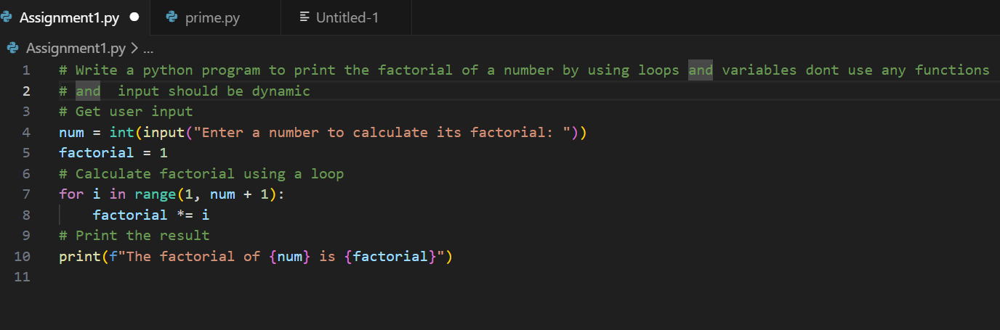 Assignment1.py prime.py Untitled-1
Assignment1.py > ...
1 # Write a python program to print the factorial of a number by using loops and variables dont use any functions
2 # and  input should be dynamic
3 # Get user input
4 num = int(input("Enter a number to calculate its factorial: "))
5 factorial = 1
6 # Calculate factorial using a loop
7 for i in range(1, num + 1):
8     factorial *= i
9 # Print the result
10 print(f"The factorial of {num} is {factorial}")
11